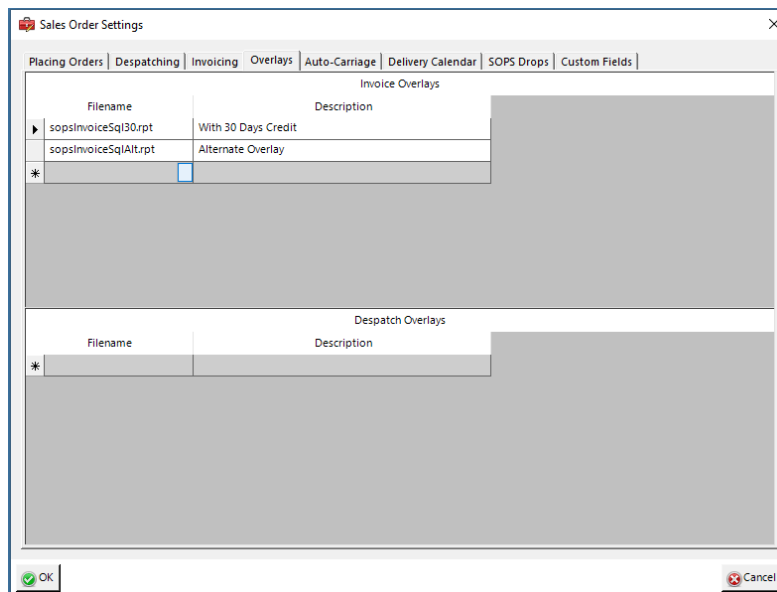 Sales Order Settings
Placing Orders Despatching Invoicing Overlays Auto-Carriage Delivery Calendar SOPS Drops Custom Fields
Invoice Overlays
Filename Description
sopsInvoiceSql30.rpt With 30 Days Credit
sopsInvoiceSqlAlt.rpt Alternate Overlay
Despatch Overlays
Filename Description
OK Cancel